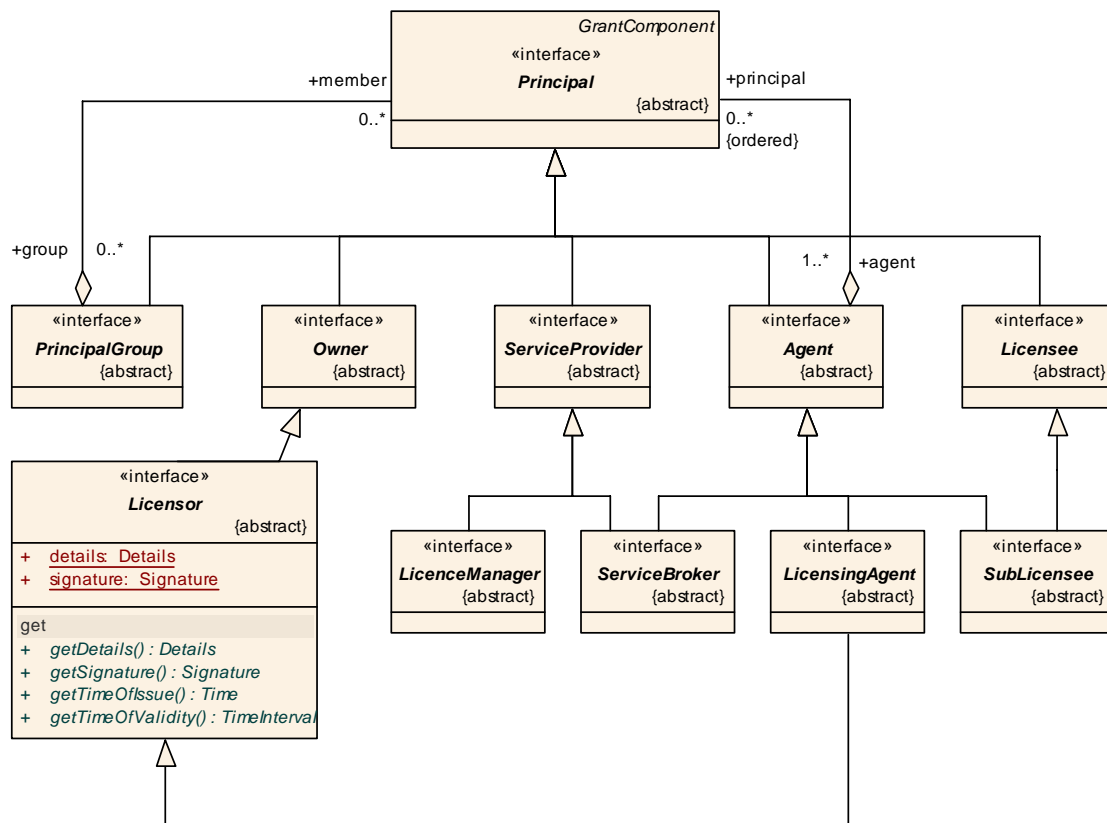 GrantComponent
«interface»
Principal
{abstract}
+member
0..*
+principal
0..*
{ordered}
+group
0..*
1..*
+agent
«interface»
PrincipalGroup
{abstract}
«interface»
Owner
{abstract}
«interface»
ServiceProvider
{abstract}
«interface»
Agent
{abstract}
«interface»
Licensee
{abstract}
«interface»
Licensor
{abstract}
+ details: Details
+ signature: Signature
get
+ getDetails() : Details
+ getSignature() : Signature
+ getTimeOfIssue() : Time
+ getTimeOfValidity() : TimeInterval
«interface»
LicenceManager
{abstract}
«interface»
ServiceBroker
{abstract}
«interface»
LicensingAgent
{abstract}
«interface»
SubLicensee
{abstract}